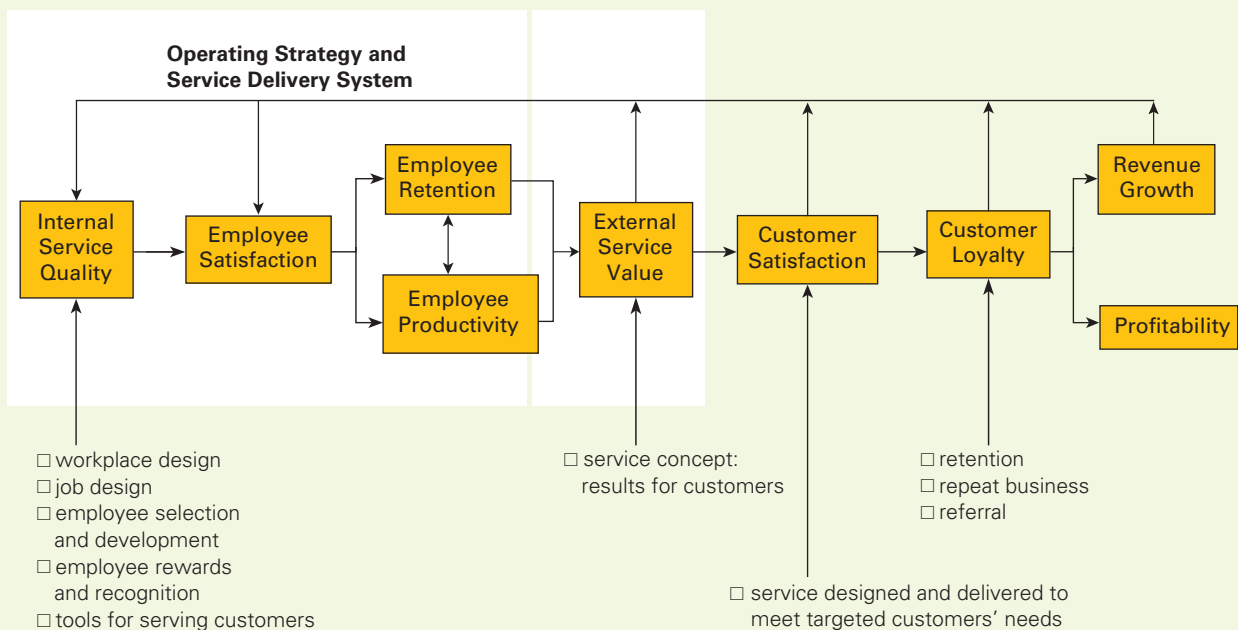 Operating Strategy and
Service Delivery System
Internal
Service
Quality
Employee
Satisfaction
Employee
Retention
Employee
Productivity
External
Service
Value
Customer
Satisfaction
Customer
Loyalty
Revenue
Growth
Profitability
□ workplace design
□ job design
□ employee selection
and development
□ employee rewards
and recognition
□ tools for serving customers
□ service concept:
results for customers
□ service designed and delivered to
meet targeted customers’ needs
□ retention
□ repeat business
□ referral